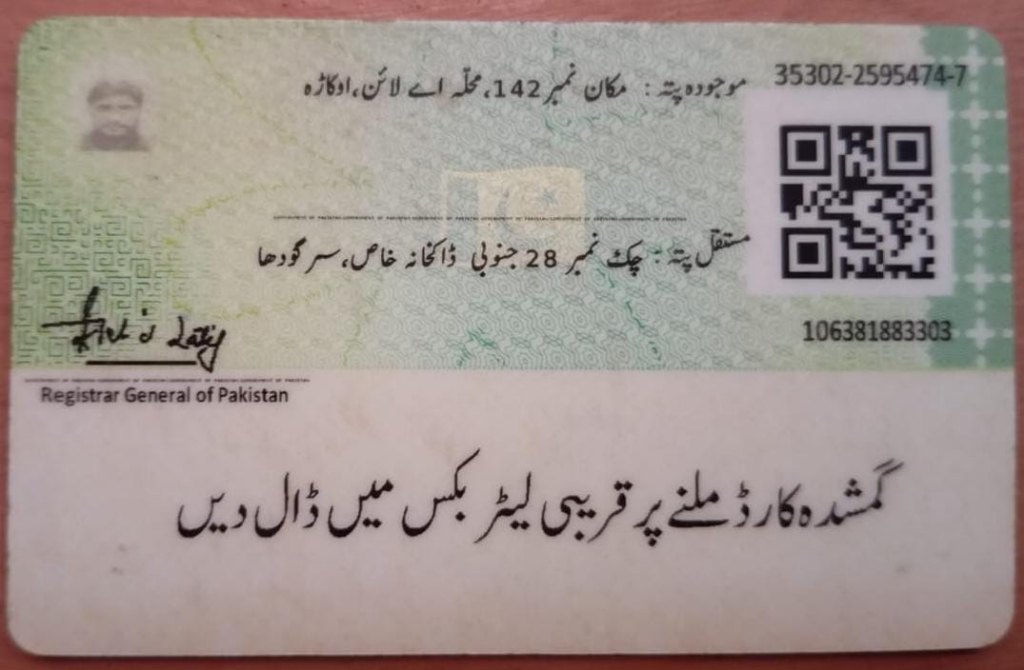 35302-2595474-7
موجودہ پتہ : مکان نمبر 142، محلہ اے لائن، اوکاڑہ
مستقل پتہ : چک نمبر 28 جنوبی ڈاکخانہ خاص، سرگودھا
106381883303
Registrar General of Pakistan
گمشدہ کارڈ ملنے پر قریبی لیٹر بکس میں ڈال دیں